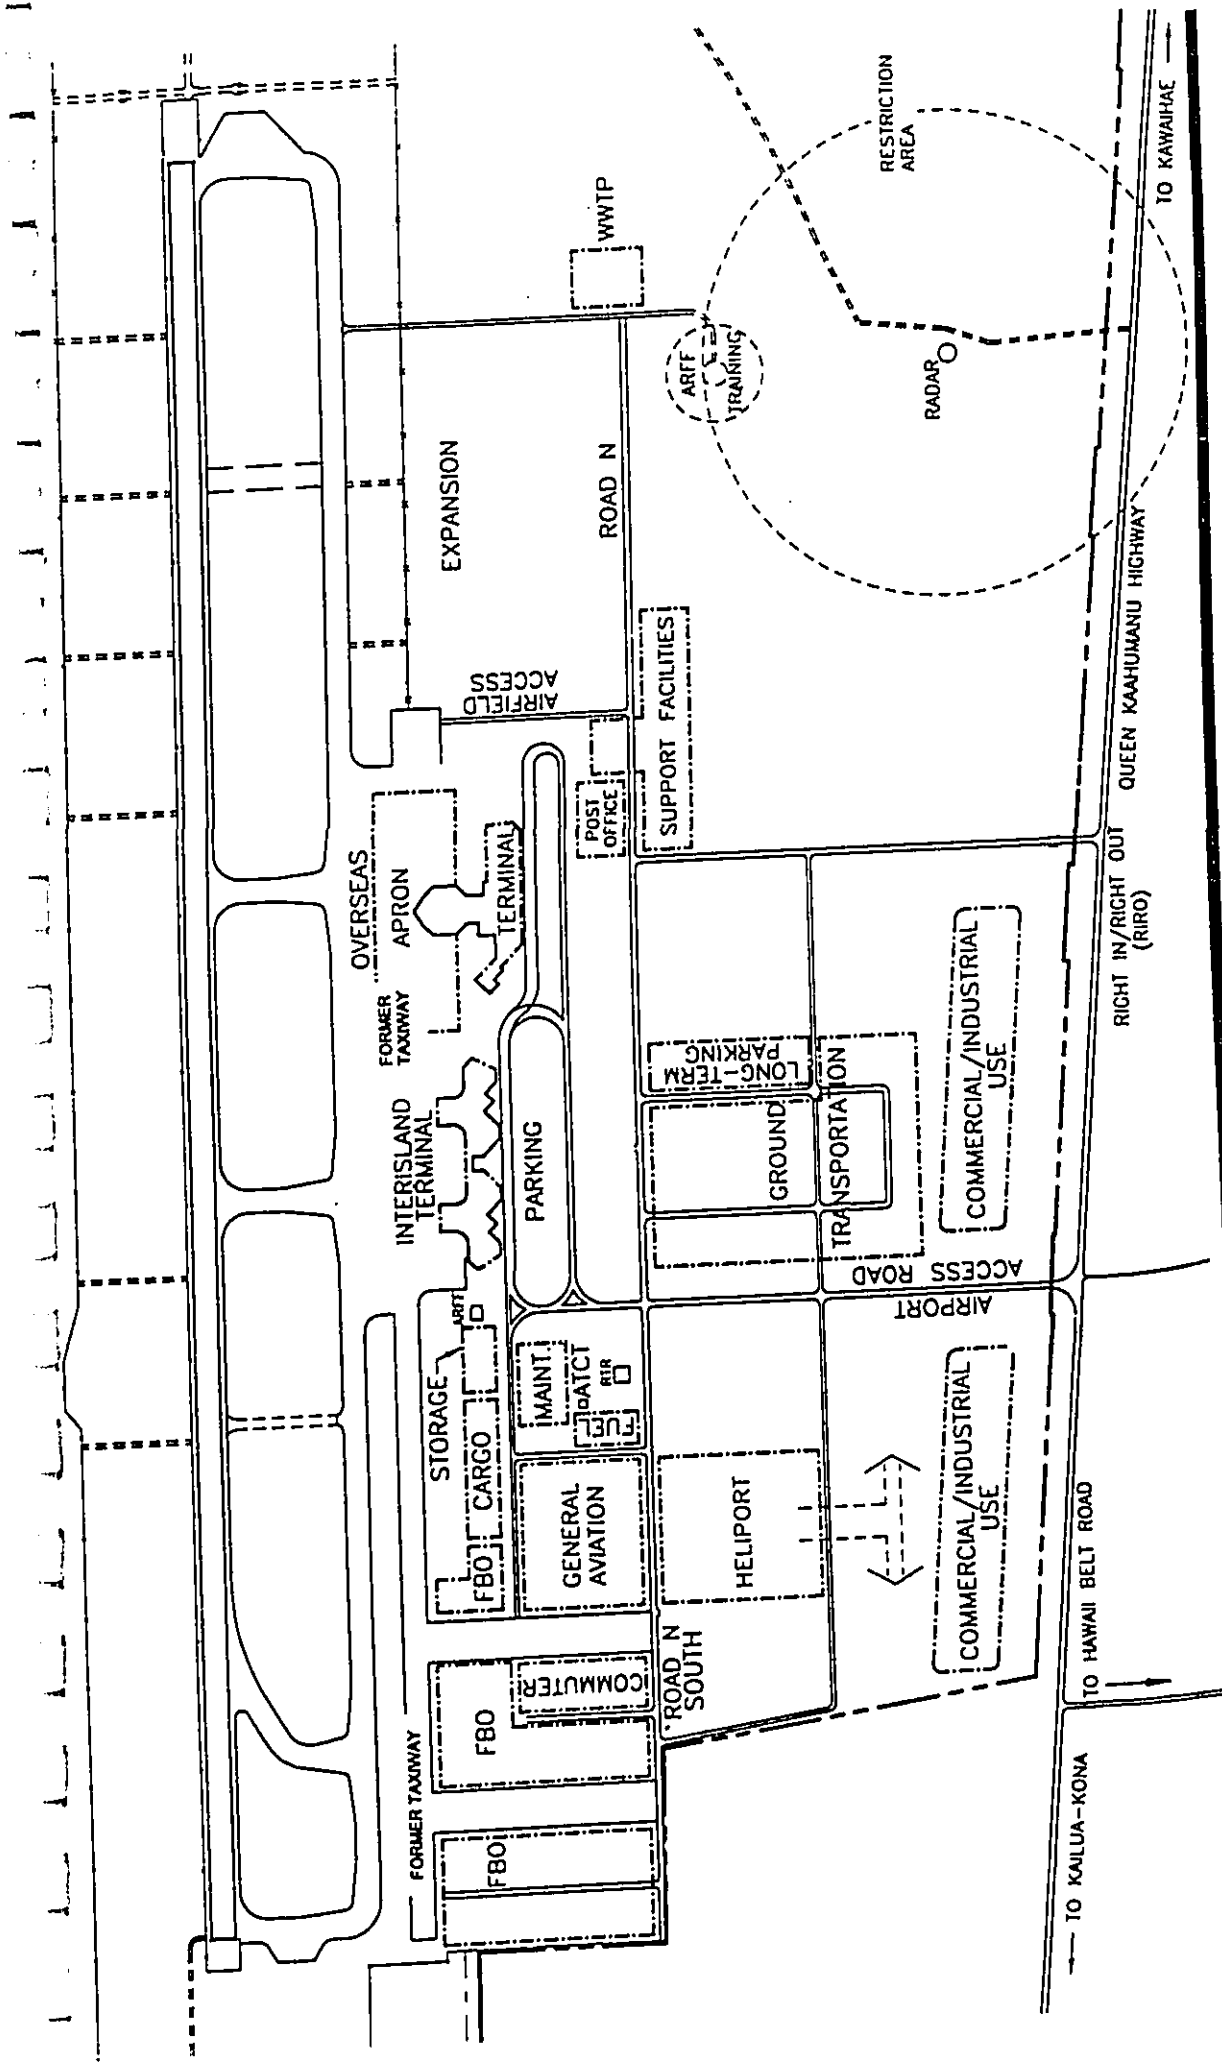 RESTRICTION
AREA
TO KAWAIHAE
WWTP
ARFF
TRAINING
RADAR
EXPANSION
ROAD N
AIRFIELD
ACCESS
SUPPORT FACILITIES
POST
OFFICE
QUEEN KAAHUMANU HIGHWAY
RIGHT IN/RIGHT OUT
(RIRO)
OVERSEAS
APRON
TERMINAL
FORMER
TAXIWAY
INTERISLAND
TERMINAL
PARKING
LONG-TERM
PARKING
GROUND
TRANSPORTATION
COMMERCIAL/INDUSTRIAL
USE
AIRPORT
ACCESS ROAD
ARFF
STORAGE
MAINT.
ATCT
RTR
FUEL
CARGO
FBO
GENERAL
AVIATION
HELIPORT
COMMERCIAL/INDUSTRIAL
USE
TO HAWAII BELT ROAD
ROAD N
SOUTH
COMMUTER
FBO
FORMER TAXIWAY
FBO
TO KAILUA-KONA